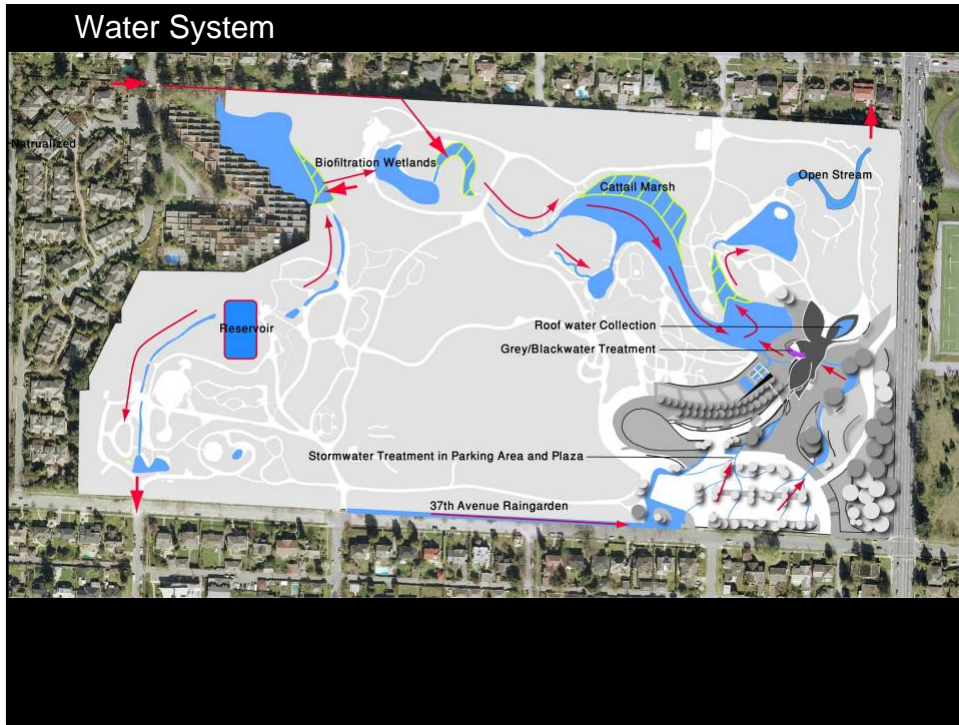 Water System
Natrualized
Biofiltration Wetlands
Cattail Marsh
Open Stream
Reservoir
Roof water Collection
Grey/Blackwater Treatment
Stormwater Treatment in Parking Area and Plaza
37th Avenue Raingarden